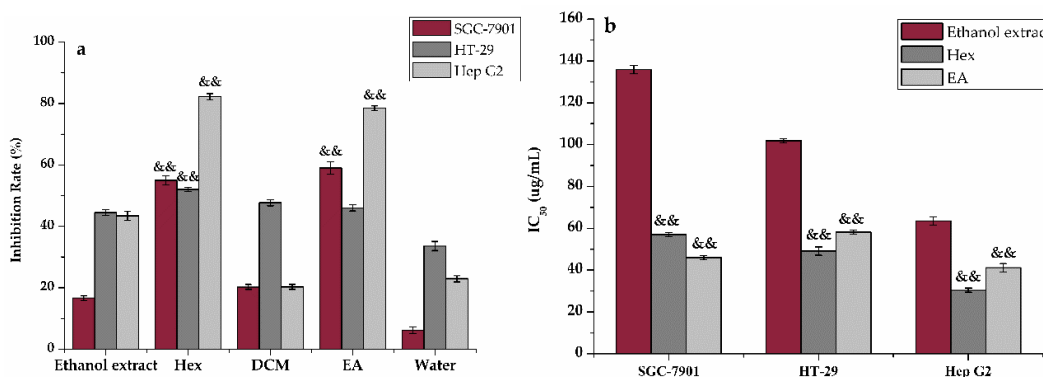 a
SGC-7901
HT-29
Hep G2
100
80
60
40
20
0
Inhibition Rate (%)
&&
&&
&&
&&
&&
Ethanol extract Hex DCM EA Water
b
Ethanol extract
Hex
EA
160
140
120
100
80
60
40
20
0
IC50 (ug/mL)
&&
&&
&&
&&
&&
&&
SGC-7901 HT-29 Hep G2